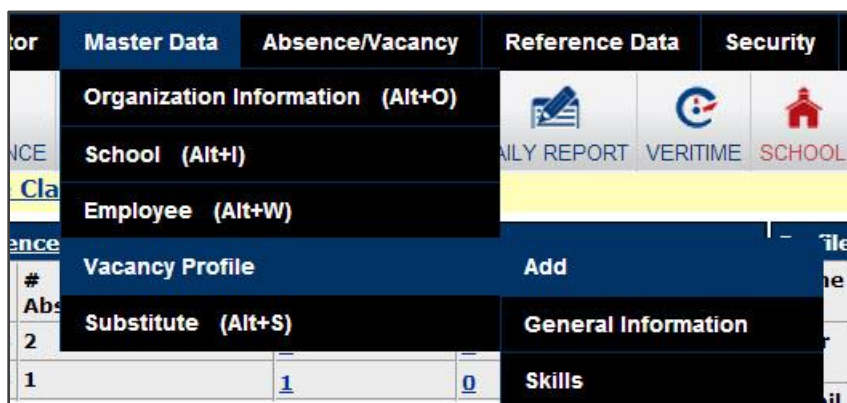 tor Master Data Absence/Vacancy Reference Data Security
Organization Information (Alt+O)
NCE AILY REPORT VERITIME SCHOOL
School (Alt+I)
Cla
Employee (Alt+W)
ence
Vacancy Profile Add
#
Abs
Substitute (Alt+S) General Information
2
1 1 0 Skills